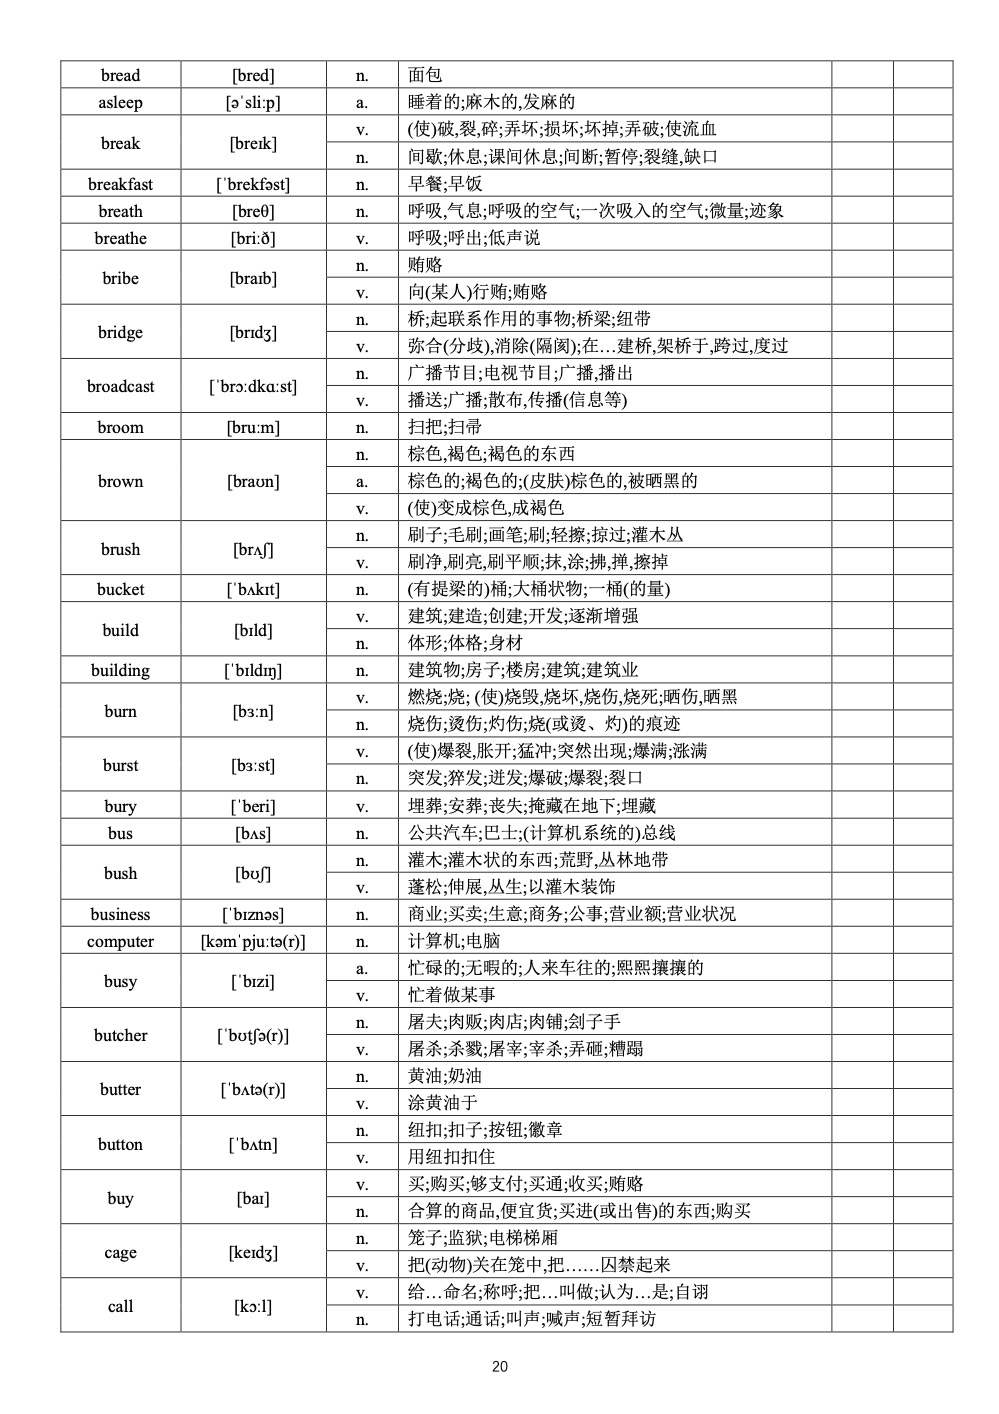 bread [bred] n. 面包
asleep [əˈsliːp] a. 睡着的;麻木的,发麻的
break [breɪk] v. (使)破,裂,碎;弄坏;损坏;坏掉;弄破;使流血
n. 间歇;休息;课间休息;间断;暂停;裂缝,缺口
breakfast [ˈbrekfəst] n. 早餐;早饭
breath [breθ] n. 呼吸,气息;呼吸的空气;一次吸入的空气;微量;迹象
breathe [briːð] v. 呼吸;呼出;低声说
bribe [braɪb] n. 贿赂
v. 向(某人)行贿;贿赂
bridge [brɪdʒ] n. 桥;起联系作用的事物;桥梁;纽带
v. 弥合(分歧),消除(隔阂);在…建桥,架桥于,跨过,度过
broadcast [ˈbrɔːdkɑːst] n. 广播节目;电视节目;广播,播出
v. 播送;广播;散布,传播(信息等)
broom [bruːm] n. 扫把;扫帚
brown [braʊn] n. 棕色,褐色;褐色的东西
a. 棕色的;褐色的;(皮肤)棕色的,被晒黑的
v. (使)变成棕色,成褐色
brush [brʌʃ] n. 刷子;毛刷;画笔;刷;轻擦;掠过;灌木丛
v. 刷净,刷亮,刷平顺;抹,涂;拂,掸,擦掉
bucket [ˈbʌkɪt] n. (有提梁的)桶;大桶状物;一桶(的量)
build [bɪld] v. 建筑;建造;创建;开发;逐渐增强
n. 体形;体格;身材
building [ˈbɪldɪŋ] n. 建筑物;房子;楼房;建筑;建筑业
burn [bɜːn] v. 燃烧;烧; (使)烧毁,烧坏,烧伤,烧死;晒伤,晒黑
n. 烧伤;烫伤;灼伤;烧(或烫、灼)的痕迹
burst [bɜːst] v. (使)爆裂,胀开;猛冲;突然出现;爆满;涨满
n. 突发;猝发;迸发;爆破;爆裂;裂口
bury [ˈberi] v. 埋葬;安葬;丧失;掩藏在地下;埋藏
bus [bʌs] n. 公共汽车;巴士;(计算机系统的)总线
bush [bʊʃ] n. 灌木;灌木状的东西;荒野,丛林地带
v. 蓬松;伸展,丛生;以灌木装饰
business [ˈbɪznəs] n. 商业;买卖;生意;商务;公事;营业额;营业状况
computer [kəmˈpjuːtə(r)] n. 计算机;电脑
busy [ˈbɪzi] a. 忙碌的;无暇的;人来车往的;熙熙攘攘的
v. 忙着做某事
butcher [ˈbʊtʃə(r)] n. 屠夫;肉贩;肉店;肉铺;刽子手
v. 屠杀;杀戮;屠宰;宰杀;弄砸;糟蹋
butter [ˈbʌtə(r)] n. 黄油;奶油
v. 涂黄油于
button [ˈbʌtn] n. 纽扣;扣子;按钮;徽章
v. 用纽扣扣住
buy [baɪ] v. 买;购买;够支付;买通;收买;贿赂
n. 合算的商品,便宜货;买进(或出售)的东西;购买
cage [keɪdʒ] n. 笼子;监狱;电梯梯厢
v. 把(动物)关在笼中,把……囚禁起来
call [kɔːl] v. 给…命名;称呼;把…叫做;认为…是;自诩
n. 打电话;通话;叫声;喊声;短暂拜访
20